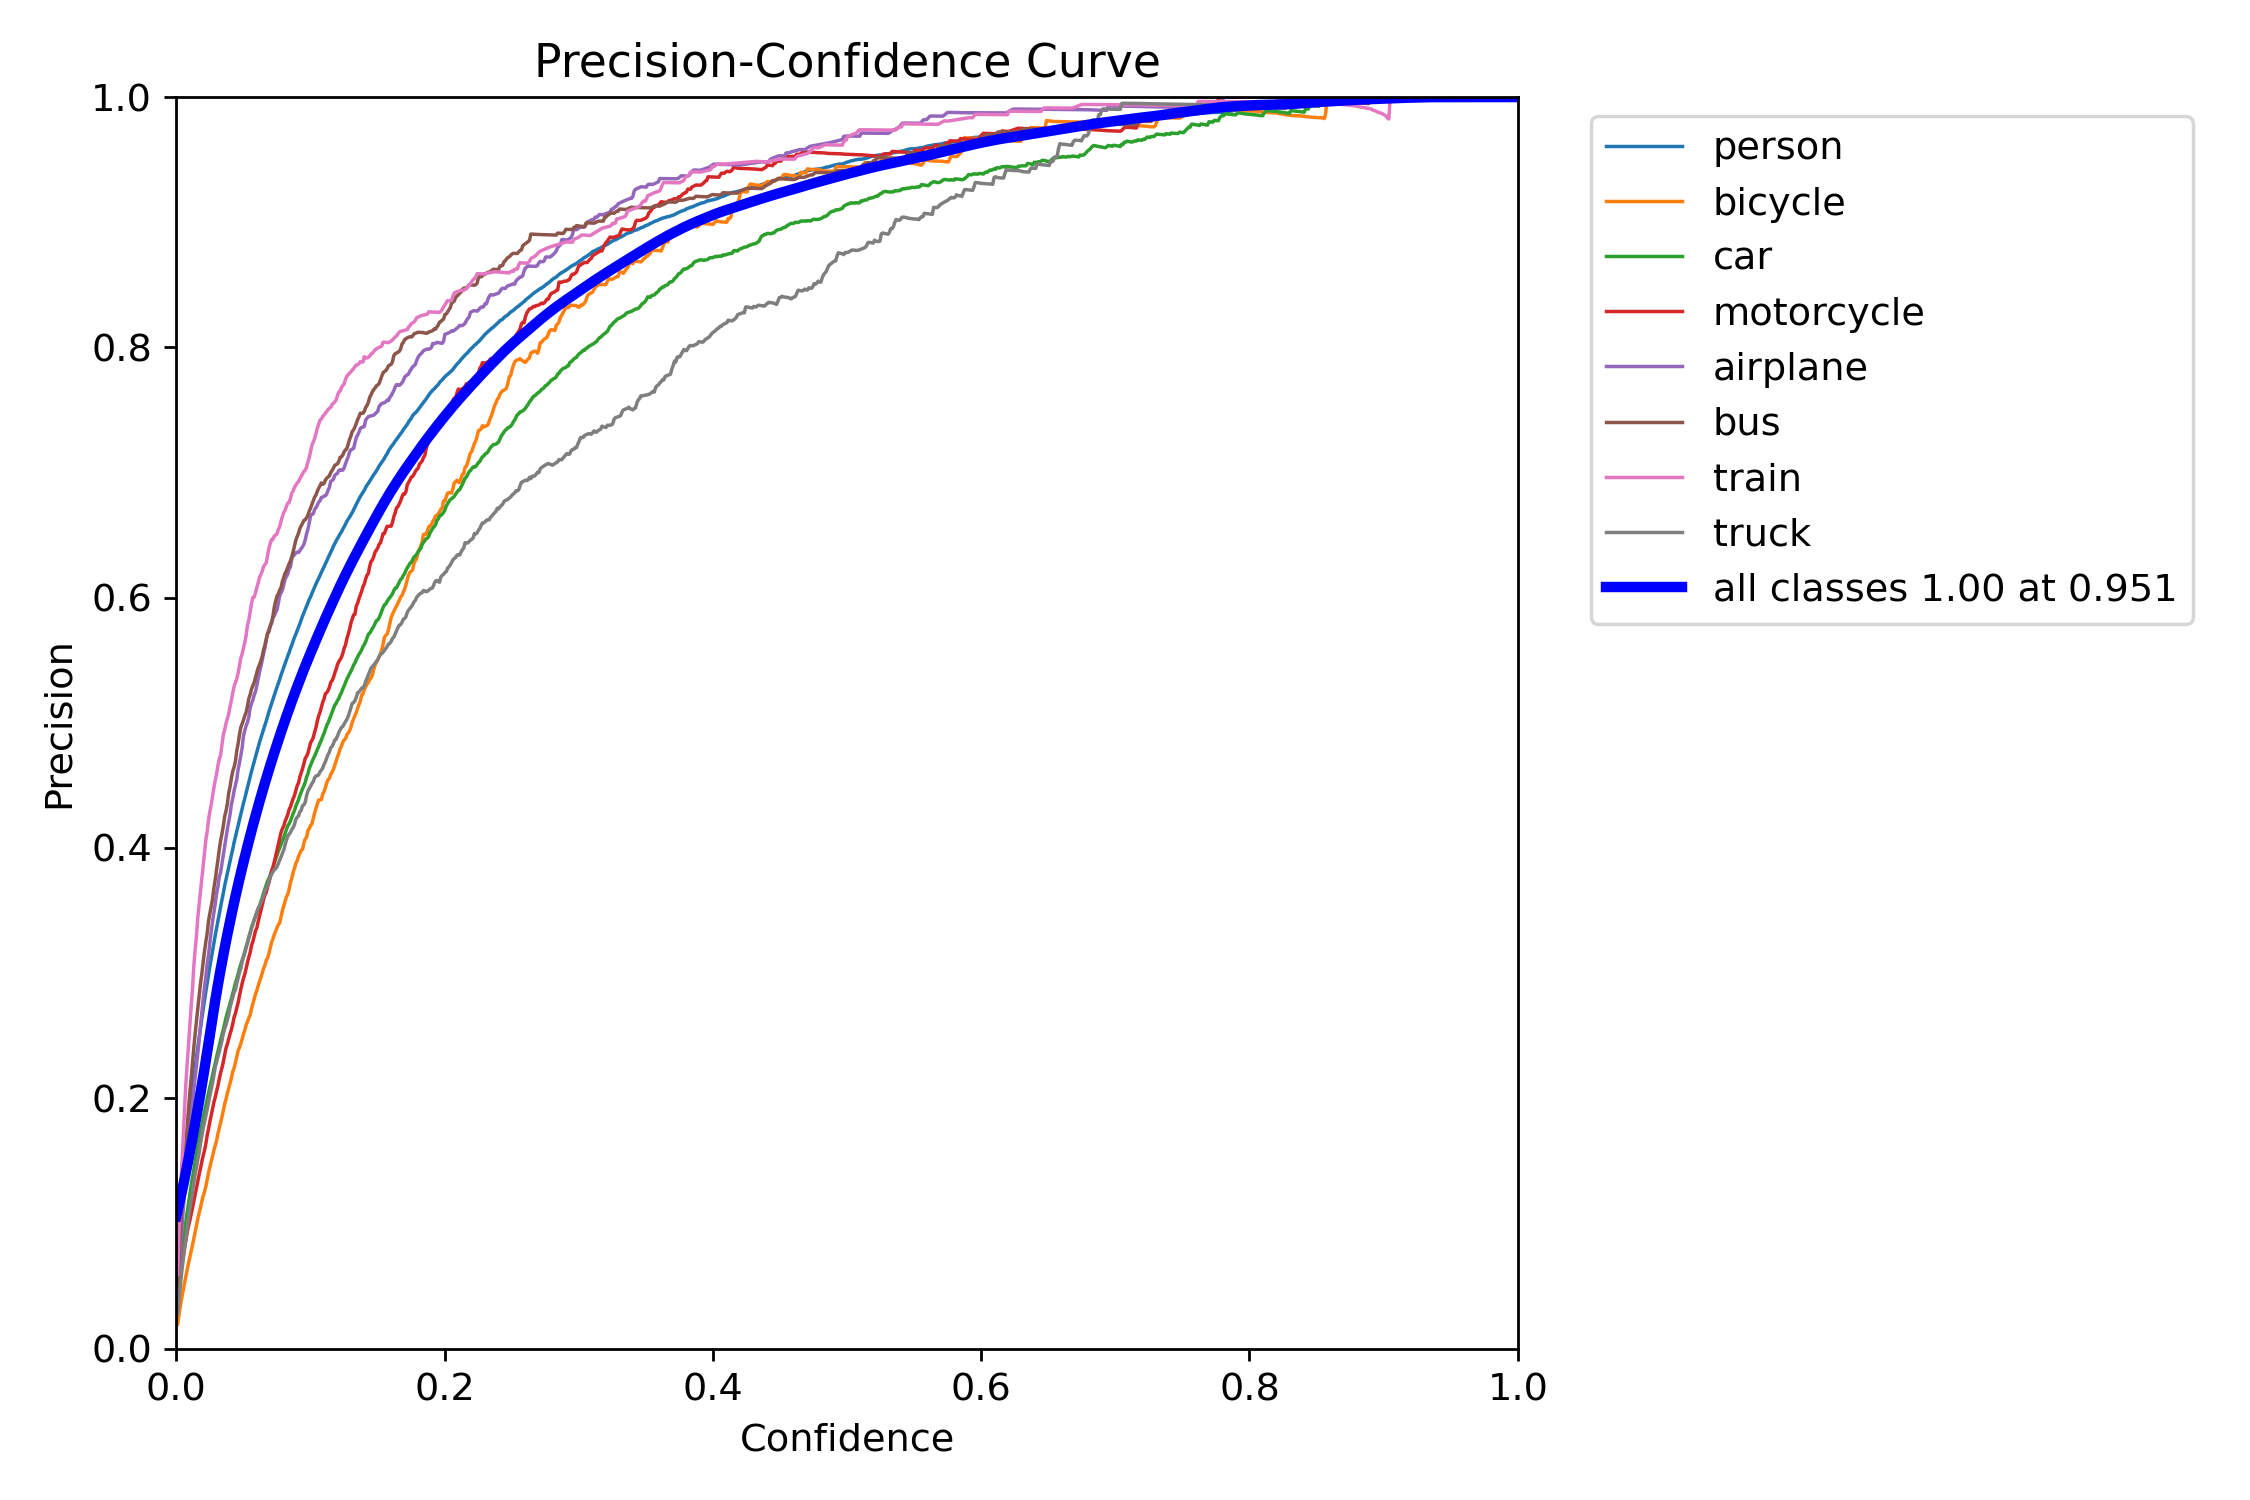 Precision-Confidence Curve
1.0
0.8
0.6
0.4
0.2
0.0
Precision
0.0 0.2 0.4 0.6 0.8 1.0
Confidence
person
bicycle
car
motorcycle
airplane
bus
train
truck
all classes 1.00 at 0.951